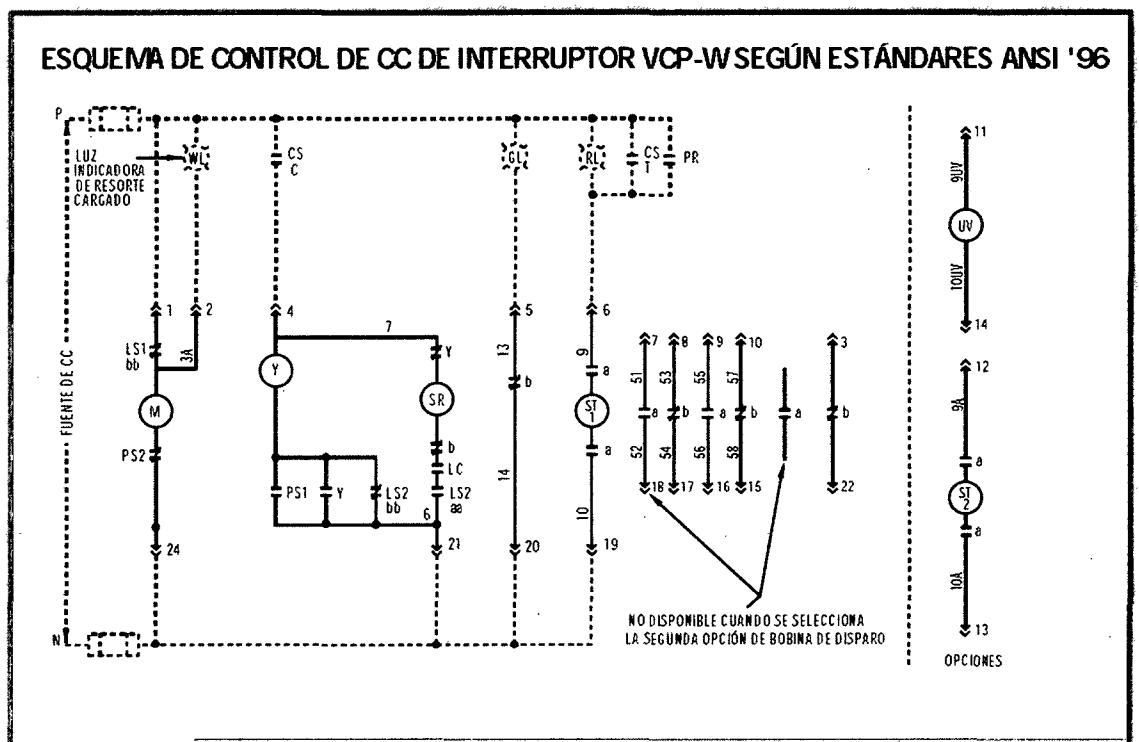 ESQUEMA DE CONTROL DE CC DE INTERRUPTOR VCP-W SEGÚN ESTÁNDARES ANSI '96
P
LUZ
INDICADORA
DE RESORTE
CARGADO
WL
CS
C
GL
RL
CS
T
PR
11
9UV
UV
10UV
14
FUENTE DE CC
1
2
4
5
6
LS1
bb
3A
7
Y
Y
SR
M
PS2
b
LC
PS1
Y
LS2
bb
LS2
aa
6
24
21
13
b
14
20
9
a
ST
1
a
10
19
7
8
9
10
3
51
53
55
57
a
b
a
b
a
b
52
54
56
58
18
17
16
15
22
12
9A
a
ST
2
a
10A
13
NO DISPONIBLE CUANDO SE SELECCIONA
LA SEGUNDA OPCIÓN DE BOBINA DE DISPARO
OPCIONES
N